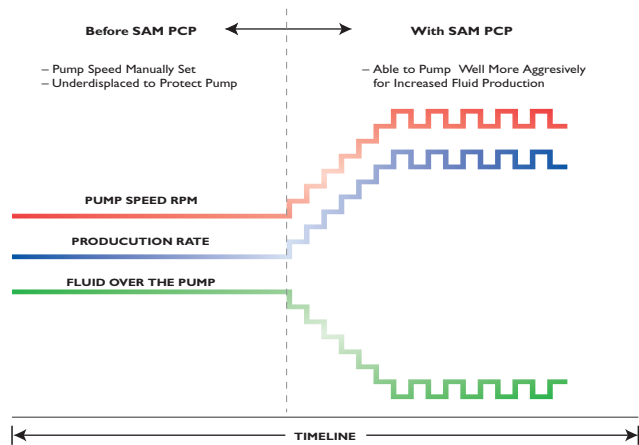 Before SAM PCP
With SAM PCP
– Pump Speed Manually Set
– Underdisplaced to Protect Pump
– Able to Pump Well More Aggresively
for Increased Fluid Production
PUMP SPEED RPM
PRODUCUTION RATE
FLUID OVER THE PUMP
TIMELINE